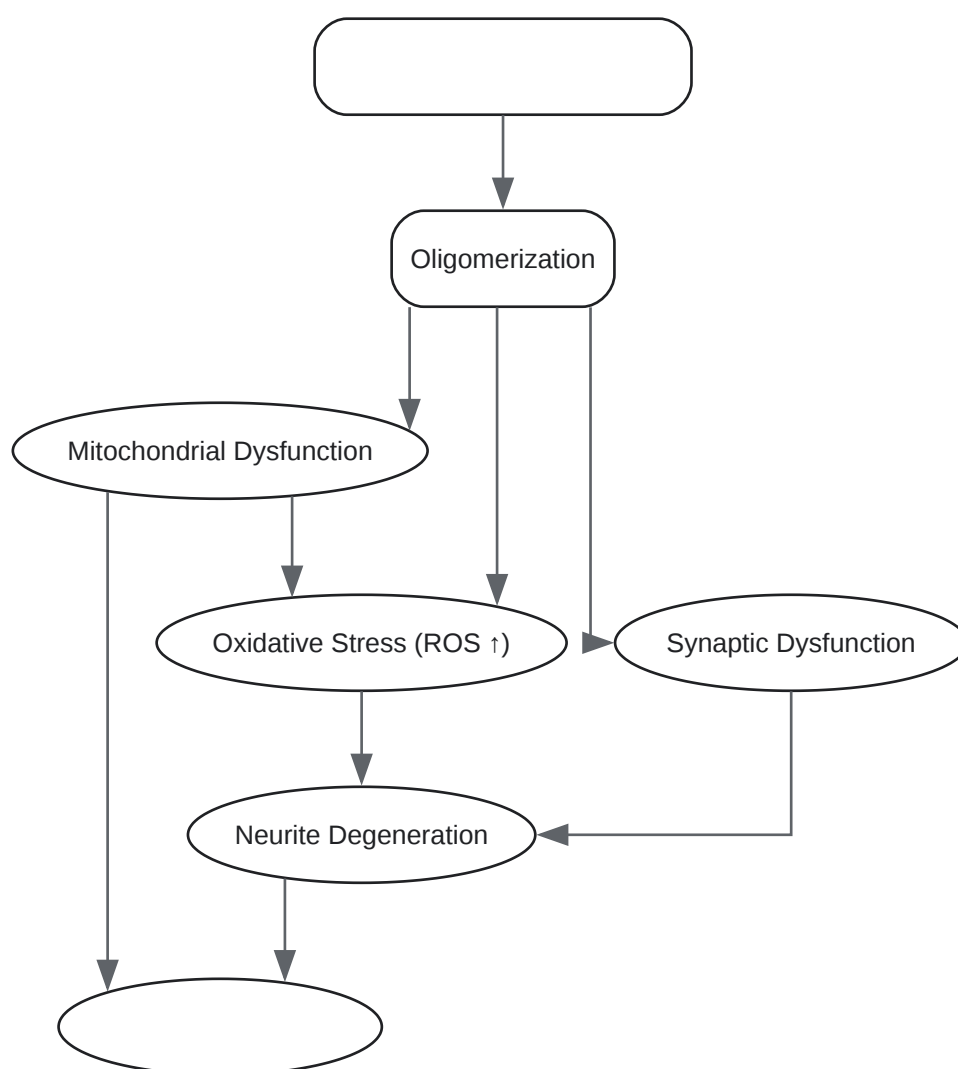 Oligomerization
Mitochondrial Dysfunction
Oxidative Stress (ROS ↑)
Synaptic Dysfunction
Neurite Degeneration